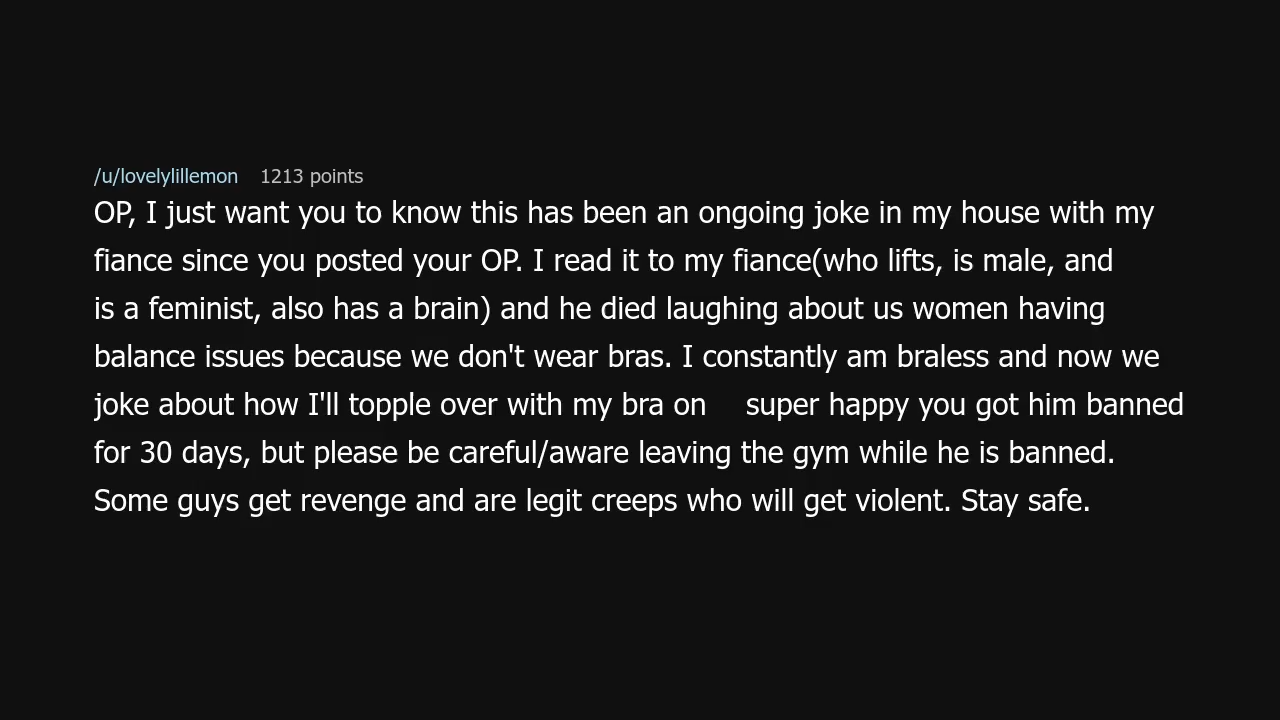 /u/lovelylillemon 1213 points
OP, I just want you to know this has been an ongoing joke in my house with my
fiance since you posted your OP. I read it to my fiance(who lifts, is male, and
is a feminist, also has a brain) and he died laughing about us women having
balance issues because we don't wear bras. I constantly am braless and now we
joke about how I'll topple over with my bra on super happy you got him banned
for 30 days, but please be careful/aware leaving the gym while he is banned.
Some guys get revenge and are legit creeps who will get violent. Stay safe.